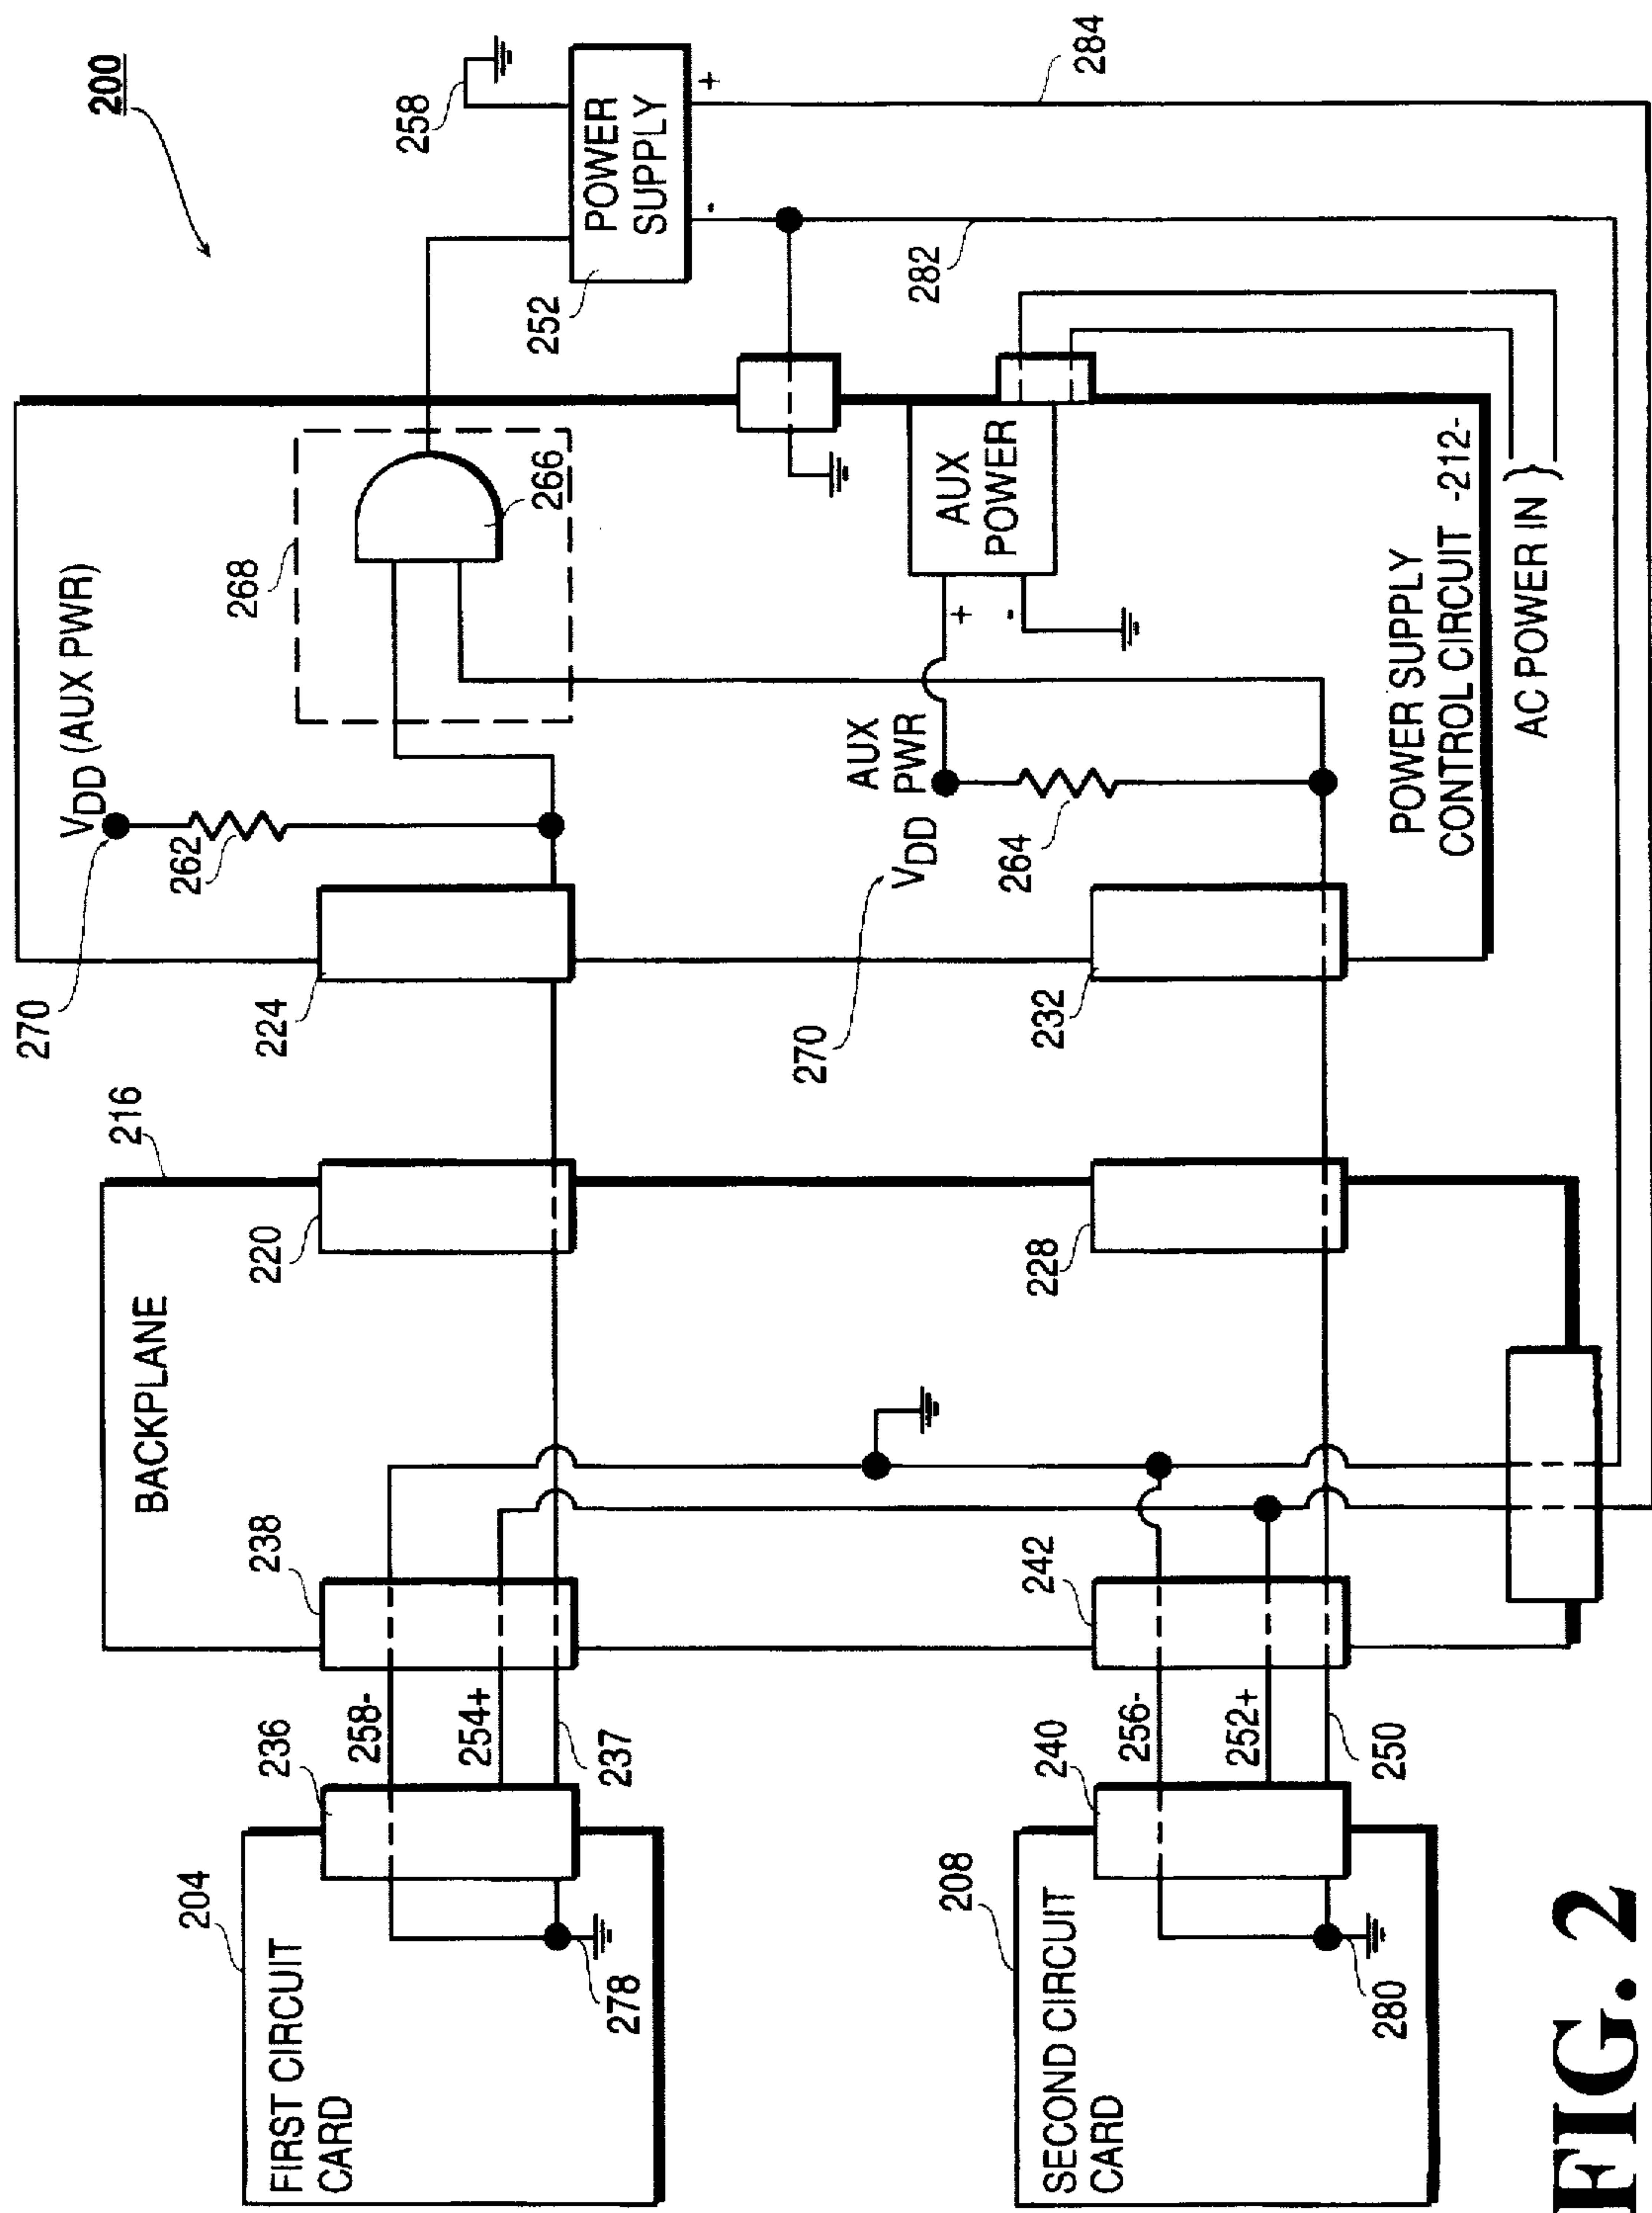 200
270
VDD (AUX PWR)
262
268
266
258
POWER
SUPPLY
252
-
+
284
282
216
BACKPLANE
220
224
228
232
270
VDD
AUX
PWR
264
AUX
POWER
+
-
POWER SUPPLY
CONTROL CIRCUIT -212-
AC POWER IN }
204
FIRST CIRCUIT
CARD
278
236
238
258-
254+
237
208
SECOND CIRCUIT
CARD
280
240
242
256-
252+
250
FIG. 2